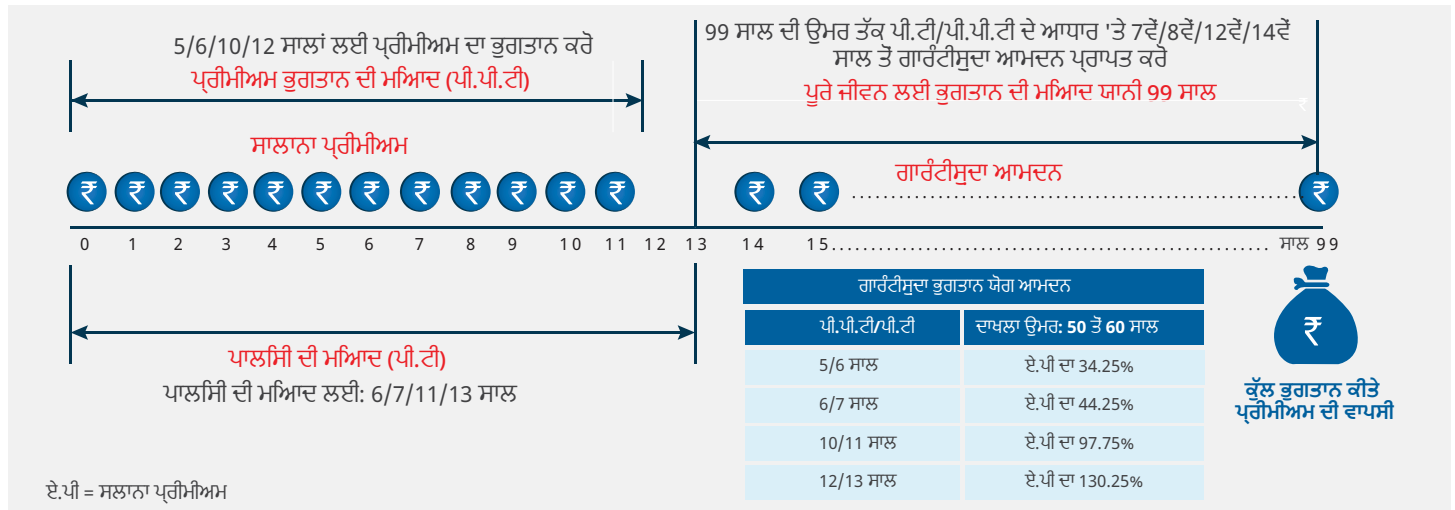 5/6/10/12 ਸਾਲਾਂ ਲਈ ਪ੍ਰੀਮੀਅਮ ਦਾ ਭੁਗਤਾਨ ਕਰੋ
ਪ੍ਰੀਮੀਅਮ ਭੁਗਤਾਨ ਦੀ ਮਿਆਦ (ਪੀ.ਪੀ.ਟੀ)
99 ਸਾਲ ਦੀ ਉਮਰ ਤੱਕ ਪੀ.ਟੀ/ਪੀ.ਪੀ.ਟੀ ਦੇ ਆਧਾਰ 'ਤੇ 7ਵੇਂ/8ਵੇਂ/12ਵੇਂ/14ਵੇਂ
ਸਾਲ ਤੋਂ ਗਾਰੰਟੀਸ਼ੁਦਾ ਆਮਦਨ ਪ੍ਰਾਪਤ ਕਰੋ
ਪੂਰੇ ਜੀਵਨ ਲਈ ਭੁਗਤਾਨ ਦੀ ਮਿਆਦ ਯਾਨੀ 99 ਸਾਲ
ਸਾਲਾਨਾ ਪ੍ਰੀਮੀਅਮ
ਗਾਰੰਟੀਸ਼ੁਦਾ ਆਮਦਨ
₹ ₹ ₹ ₹ ₹ ₹ ₹ ₹ ₹ ₹ ₹ ₹ ₹ ₹ ........ ₹
0 1 2 3 4 5 6 7 8 9 10 11 12 13 14 15........ ਸਾਲ 99
ਪਾਲਿਸੀ ਦੀ ਮਿਆਦ (ਪੀ.ਟੀ)
ਪਾਲਿਸੀ ਦੀ ਮਿਆਦ ਲਈ: 6/7/11/13 ਸਾਲ
ਗਾਰੰਟੀਸ਼ੁਦਾ ਭੁਗਤਾਨ ਯੋਗ ਆਮਦਨ
ਪੀ.ਪੀ.ਟੀ/ਪੀ.ਟੀ ਦਾਖਲਾ ਉਮਰ: 50 ਤੋਂ 60 ਸਾਲ
5/6 ਸਾਲ ਏ.ਪੀ ਦਾ 34.25%
6/7 ਸਾਲ ਏ.ਪੀ ਦਾ 44.25%
10/11 ਸਾਲ ਏ.ਪੀ ਦਾ 97.75%
12/13 ਸਾਲ ਏ.ਪੀ ਦਾ 130.25%
₹
ਕੁੱਲ ਭੁਗਤਾਨ ਕੀਤੇ
ਪ੍ਰੀਮੀਅਮ ਦੀ ਵਾਪਸੀ
ਏ.ਪੀ = ਸਲਾਨਾ ਪ੍ਰੀਮੀਅਮ